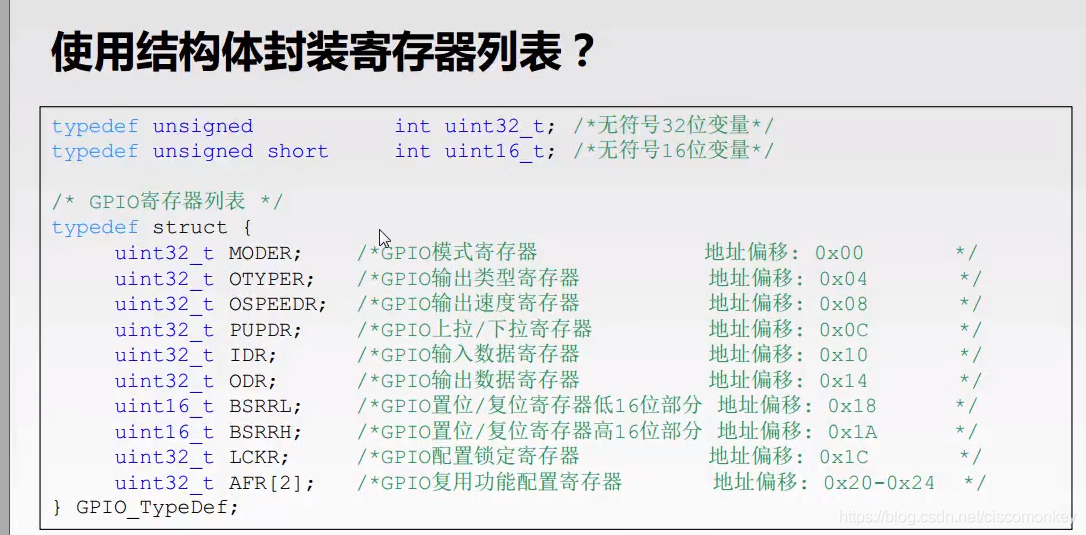 使用结构体封装寄存器列表？
typedef unsigned int uint32_t; /*无符号32位变量*/
typedef unsigned short int uint16_t; /*无符号16位变量*/
/* GPIO寄存器列表 */
typedef struct {
uint32_t MODER; /*GPIO模式寄存器 地址偏移: 0x00 */
uint32_t OTYPER; /*GPIO输出类型寄存器 地址偏移: 0x04 */
uint32_t OSPEEDR; /*GPIO输出速度寄存器 地址偏移: 0x08 */
uint32_t PUPDR; /*GPIO上拉/下拉寄存器 地址偏移: 0x0C */
uint32_t IDR; /*GPIO输入数据寄存器 地址偏移: 0x10 */
uint32_t ODR; /*GPIO输出数据寄存器 地址偏移: 0x14 */
uint16_t BSRRL; /*GPIO置位/复位寄存器低16位部分 地址偏移: 0x18 */
uint16_t BSRRH; /*GPIO置位/复位寄存器高16位部分 地址偏移: 0x1A */
uint32_t LCKR; /*GPIO配置锁定寄存器 地址偏移: 0x1C */
uint32_t AFR[2]; /*GPIO复用功能配置寄存器 地址偏移: 0x20-0x24 */
} GPIO_TypeDef;
https://blog.csdn.net/ciscomonkey